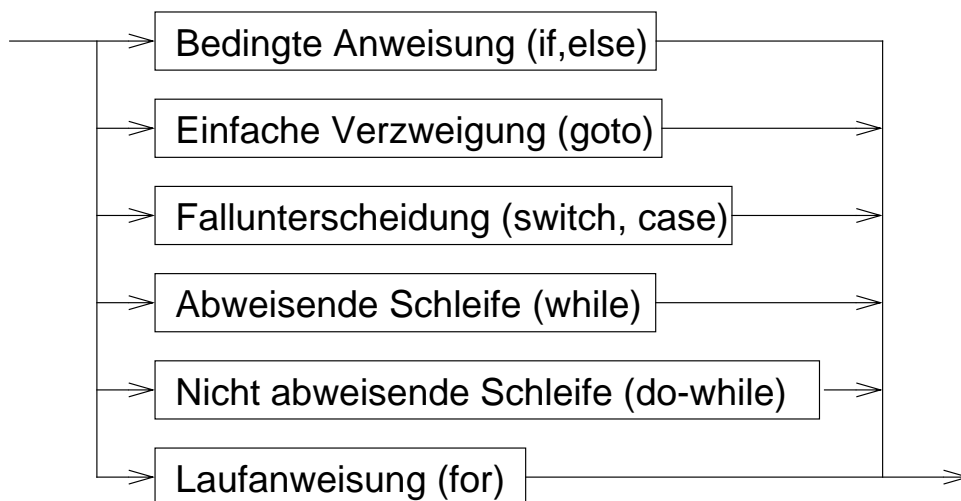 Bedingte Anweisung (if,else)
Einfache Verzweigung (goto)
Fallunterscheidung (switch, case)
Abweisende Schleife (while)
Nicht abweisende Schleife (do-while)
Laufanweisung (for)